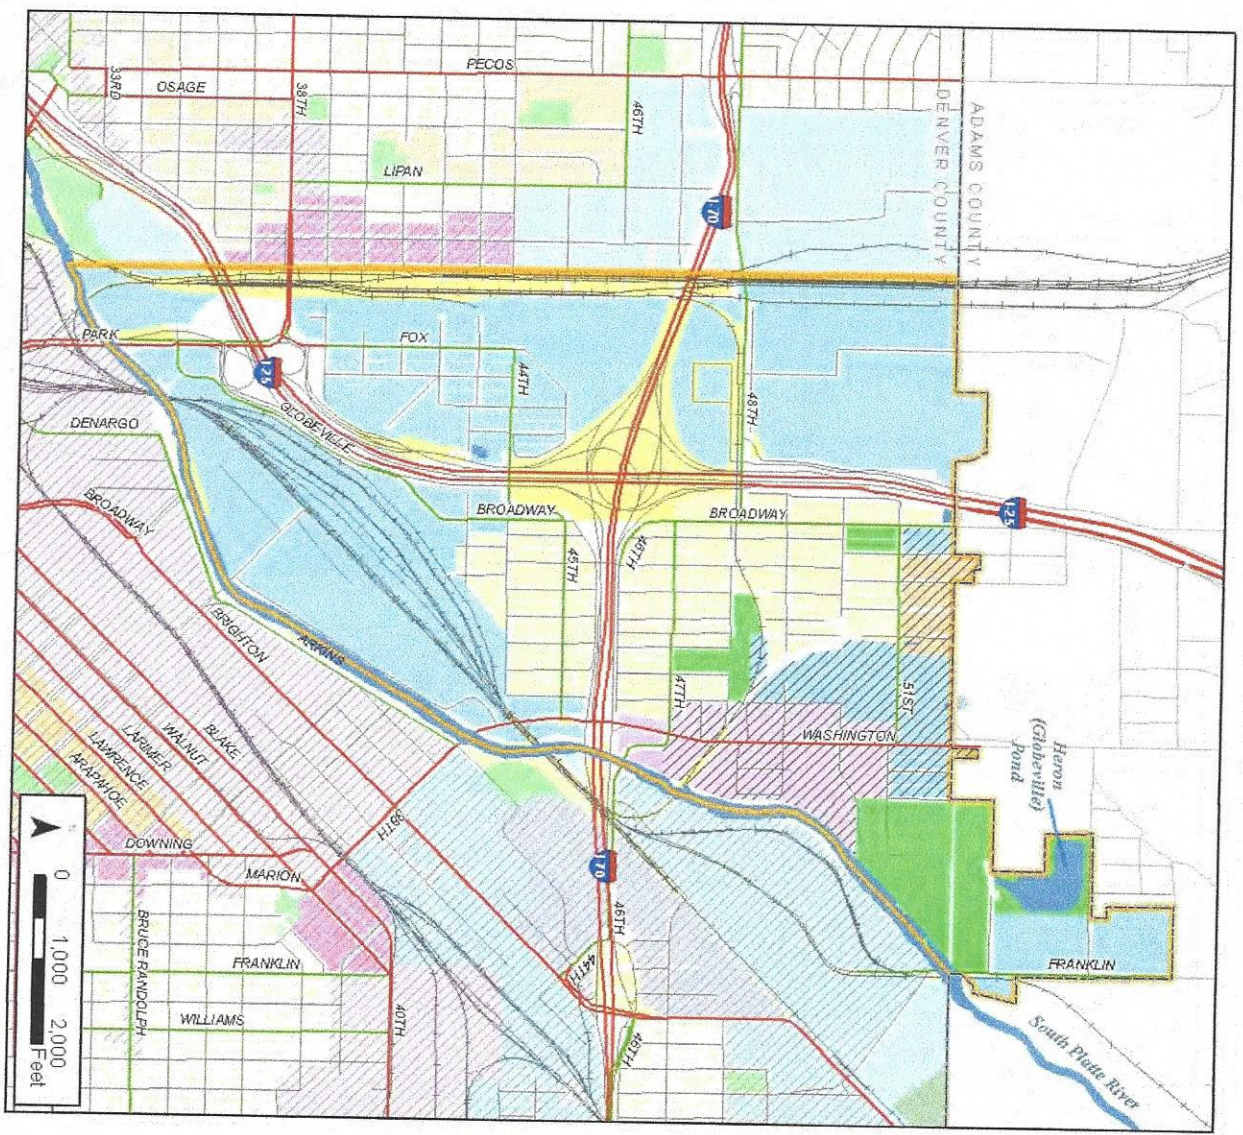 PECOS
OSAGE
33RD
38TH
46TH
LIPAN
I-70
ADAMS COUNTY
DENVER COUNTY
PARK
FOX
44TH
48TH
I-25
GLOBEVILLE
DENARGO
BROADWAY
BROADWAY
BROADWAY
45TH
46TH
I-25
BRIGHTON
ARKINS
47TH
51ST
WASHINGTON
Heron
(Globeville)
Pond
BLAKE
WALNUT
LARIMER
LAWRENCE
ARAPAHOE
38TH
DOWNING
MARION
I-70
46TH
44TH
FRANKLIN
FRANKLIN
BRUCE RANDOLPH
WILLIAMS
40TH
46TH
South Platte River
N
0 1,000 2,000
Feet